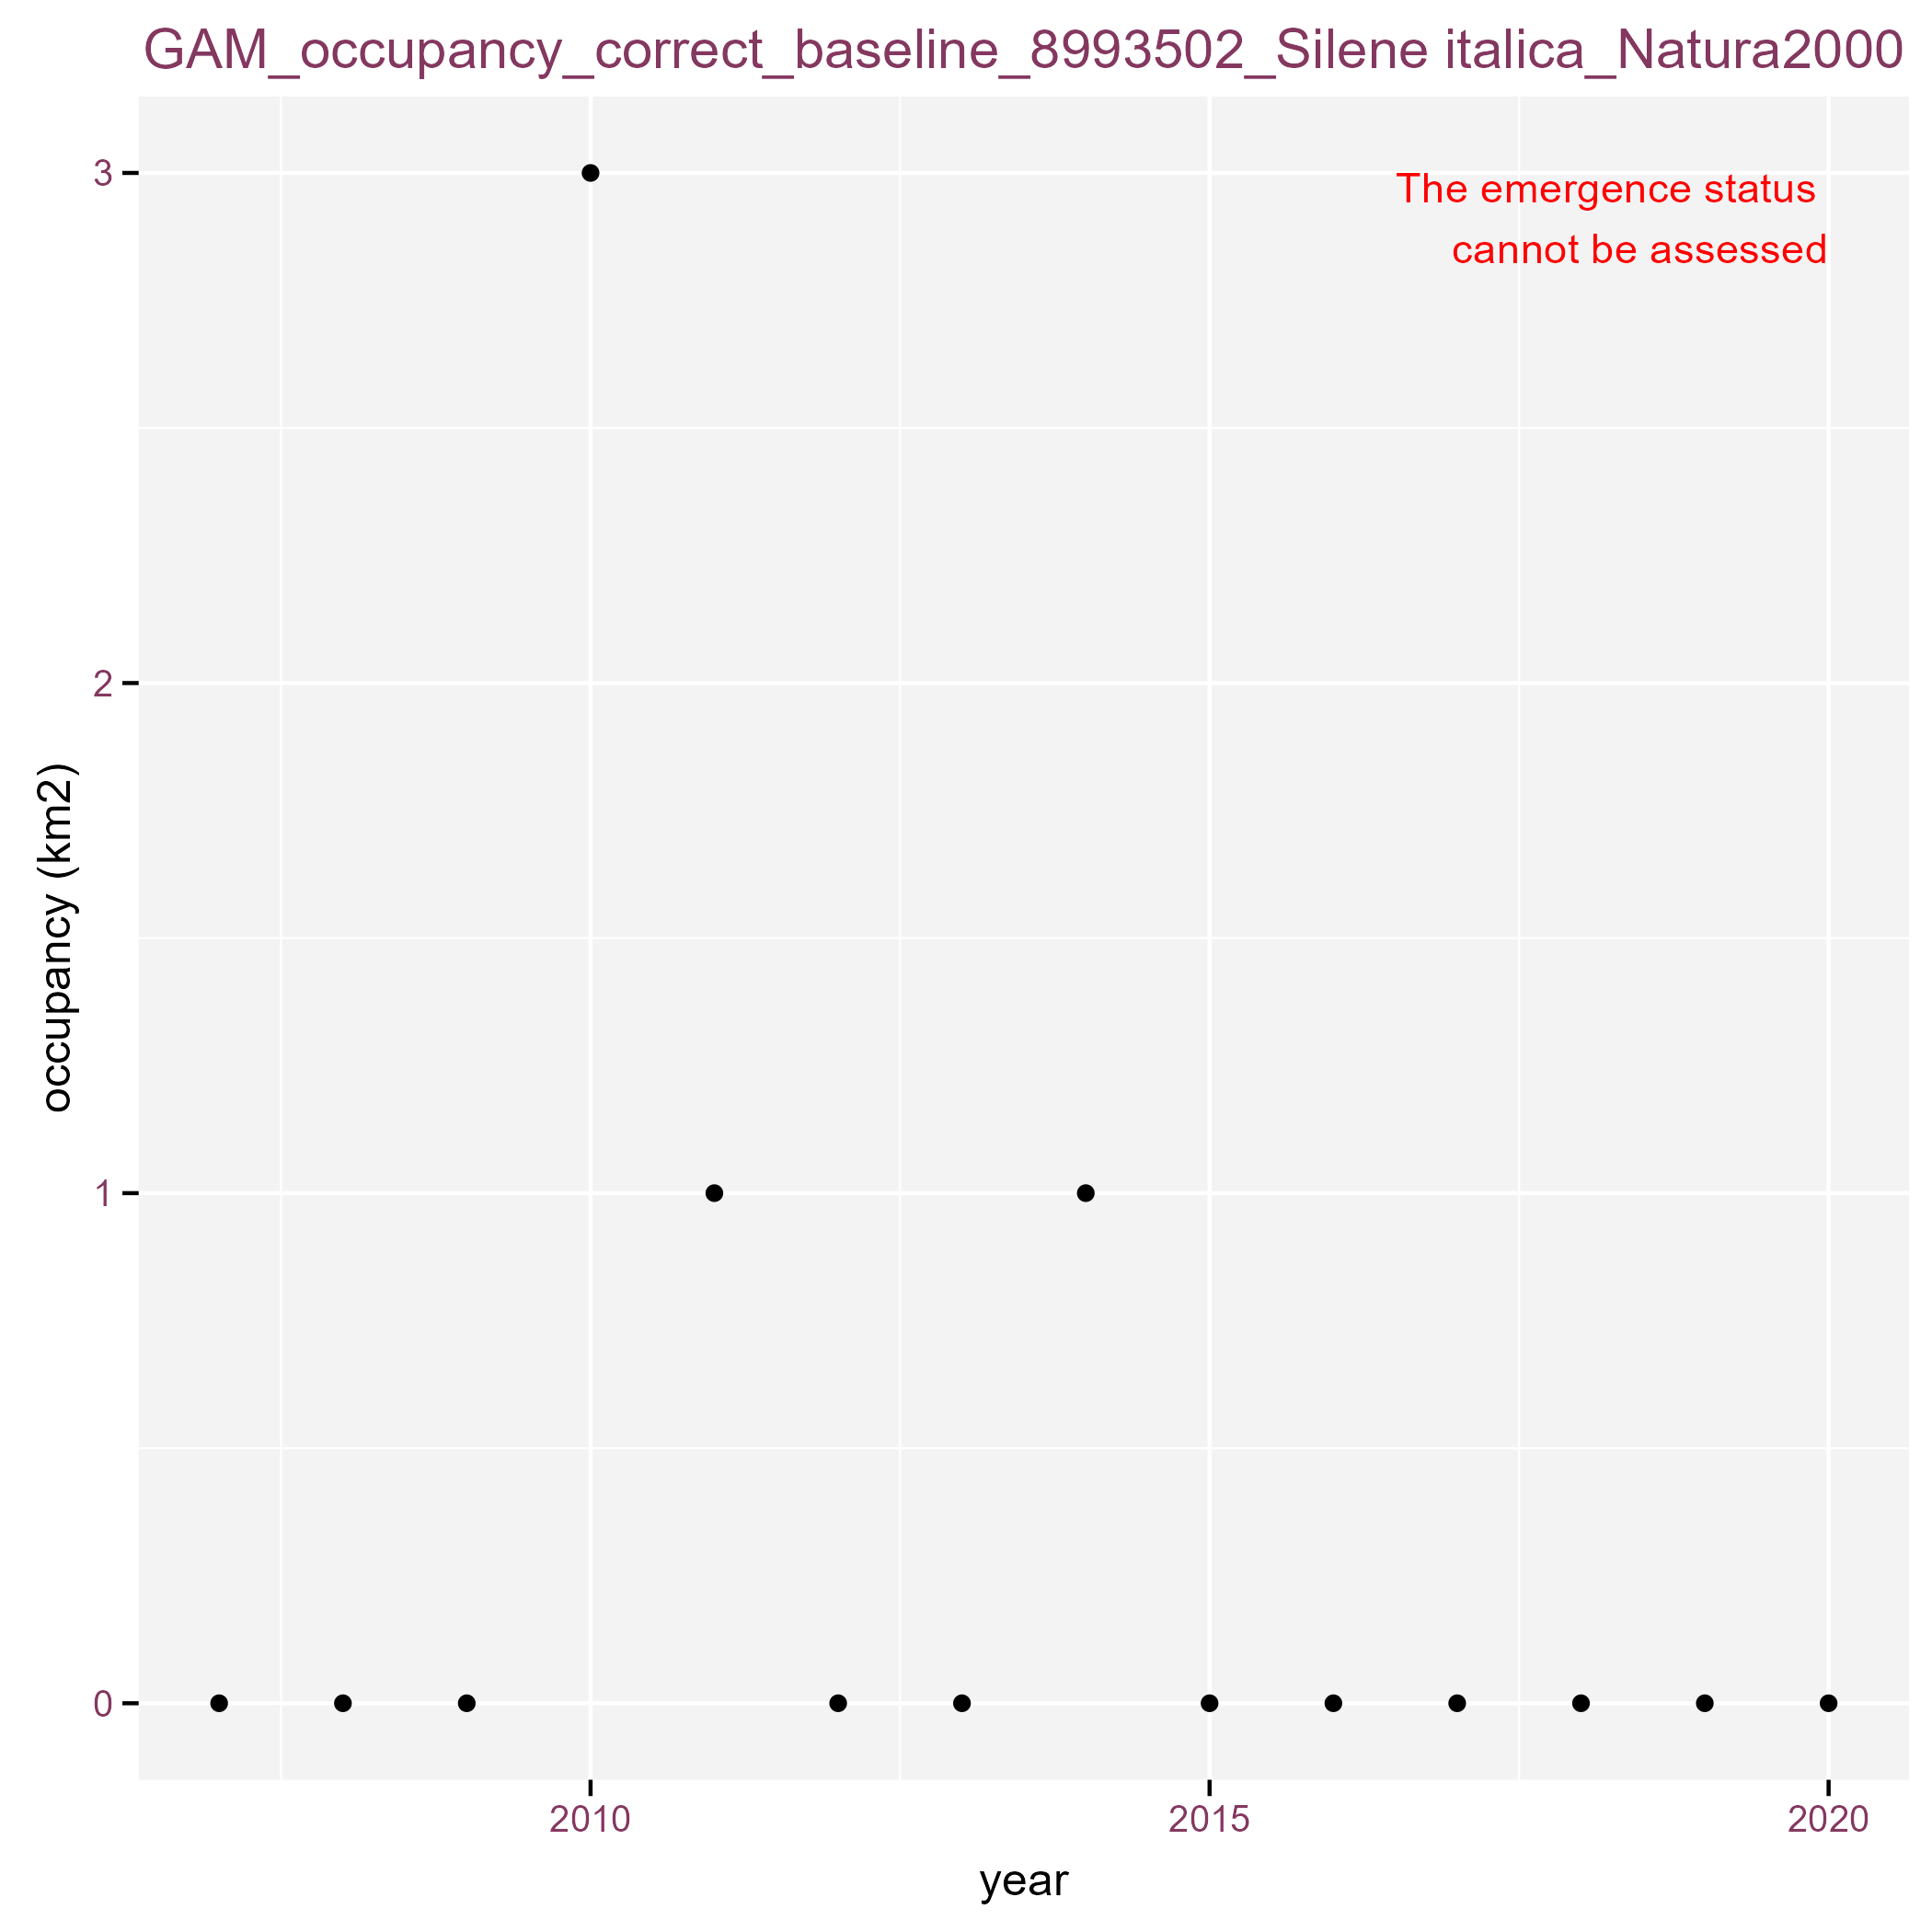 GAM_occupancy_correct_baseline_8993502_Silene italica_Natura2000
The emergence status
cannot be assessed
3
2
1
0
occupancy (km2)
2010
2015
2020
year